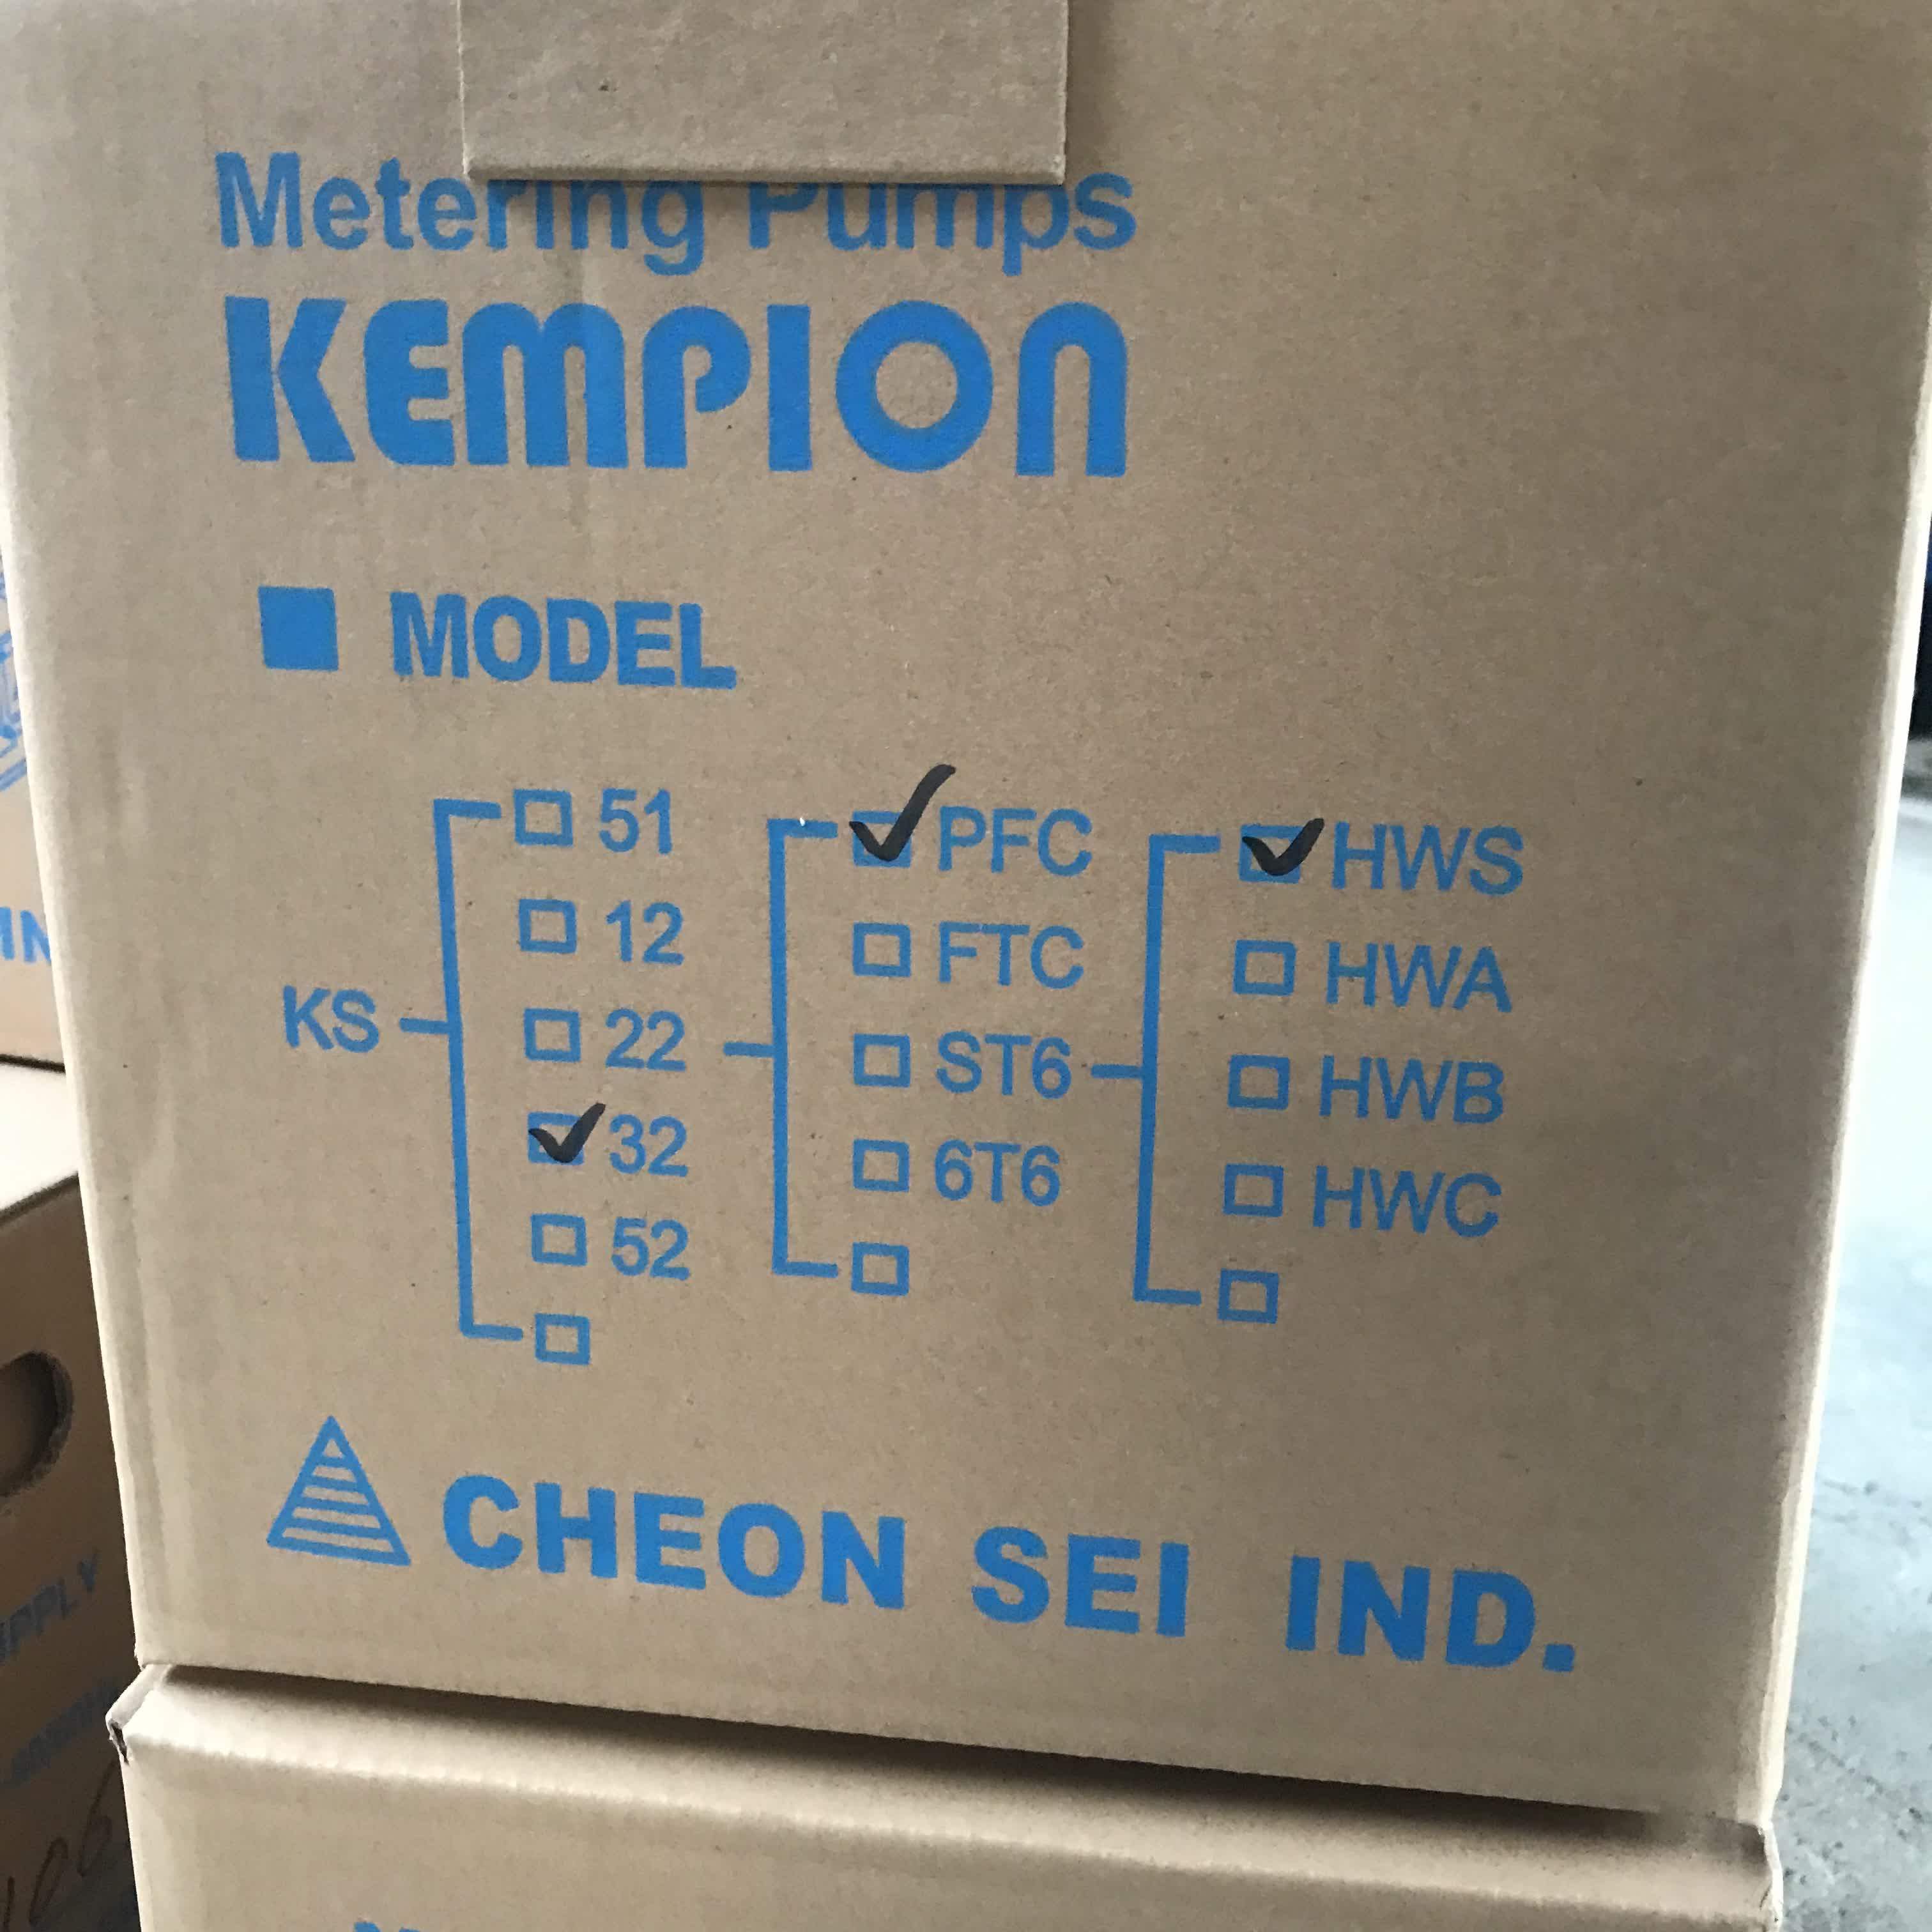 Metering Pumps
KEMPION
MODEL
KS
51
12
22
32
52
PFC
FTC
ST6
6T6
HWS
HWA
HWB
HWC
CHEON SEI IND.